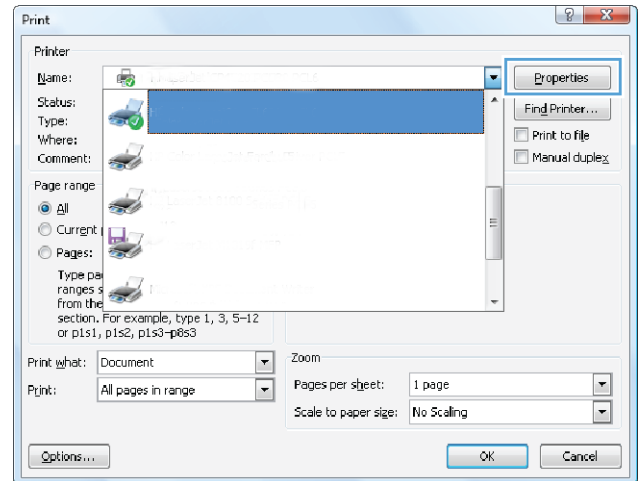 Print
Printer
Name:
Properties
Status:
Find Printer...
Type:
Where:
Print to file
Comment:
Manual duplex
Page range
All
Current
Pages:
Type
ranges
from the
section. For example, type 1, 3, 5–12
or p1s1, p1s2, p1s3–p8s3
Print what: Document
Print: All pages in range
Zoom
Pages per sheet: 1 page
Scale to paper size: No Scaling
Options...
OK
Cancel